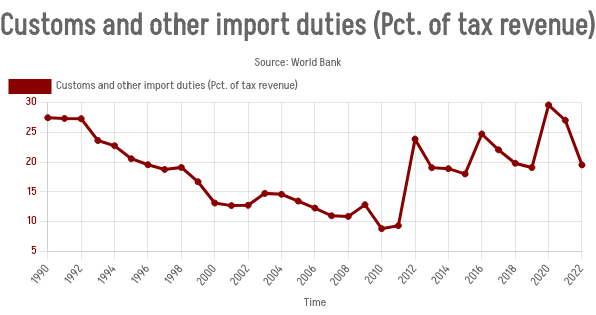 Customs and other import duties (Pct. of tax revenue)
Source: World Bank
Customs and other import duties (Pct. of tax revenue)
30
25
20
15
10
5
1990 1992 1994 1996 1998 2000 2002 2004 2006 2008 2010 2012 2014 2016 2018 2020 2022
Time